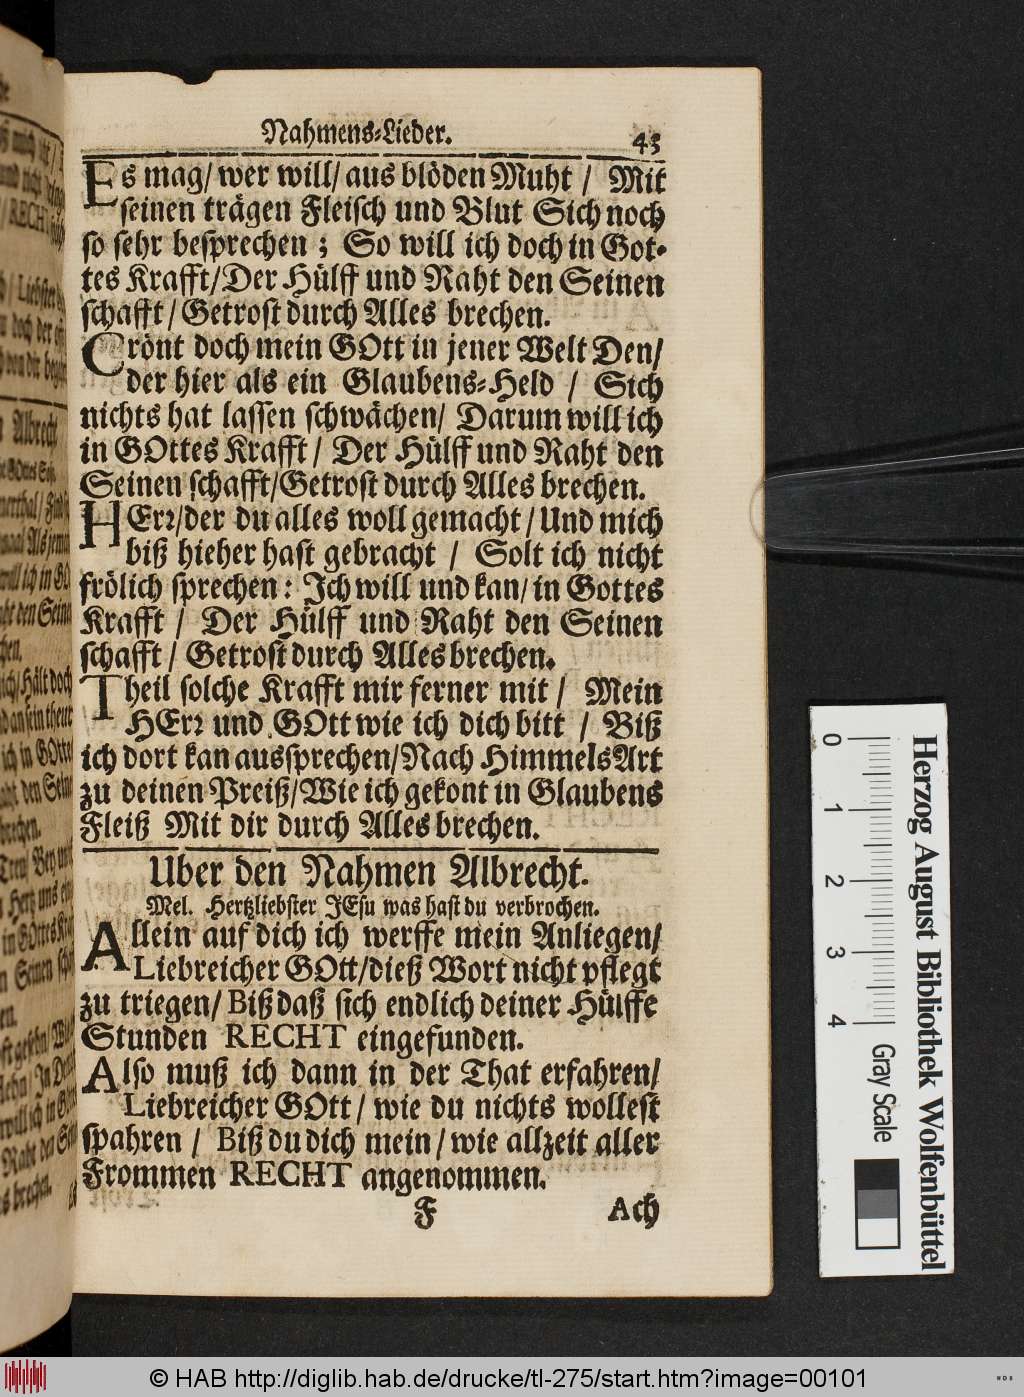 Nahmens-Lieder. 43
Es mag/ wer will/ aus blöden Muht / Mit
seinen trägen Fleisch und Blut Sich noch
so sehr besprechen ; So will ich doch in Got-
tes Krafft/ Der Hülff und Raht den Seinen
schafft/ Getrost durch Alles brechen.
Crönt doch mein GOtt in jener Welt Den/
der hier als ein Glaubens-Held / Sich
nichts hat lassen schwächen/ Darum will ich
in GOttes Krafft/ Der Hülff und Raht den
Seinen schafft/Getrost durch Alles brechen.
HErr/der du alles woll gemacht/ Und mich
biß hieher hast gebracht / Solt ich nicht
frölich sprechen: Ich will und kan/ in Gottes
Krafft / Der Hülff und Raht den Seinen
schafft/ Getrost durch Alles brechen.
Theil solche Krafft mir ferner mit / Mein
HErr und GOtt wie ich dich bitt / Biß
ich dort kan aussprechen/Nach Himmels Art
zu deinen Preiß/Wie ich gekont in Glaubens
Fleiß Mit dir durch Alles brechen.
Uber den Nahmen Albrecht.
Mel. Hertzliebster JEsu was hast du verbrochen.
Allein auf dich ich werffe mein Anliegen/
Liebreicher GOtt/dieß Wort nicht pflegt
zu triegen/ Biß daß sich endlich deiner Hülffe
Stunden RECHT eingefunden.
Also muß ich dann in der That erfahren/
Liebreicher GOtt/ wie du nichts wollest
spahren / Biß du dich mein/ wie allzeit aller
Frommen RECHT angenommen.
F Ach
0 1 2 3 4 Gray Scale
Herzog August Bibliothek Wolfenbüttel
© HAB http://diglib.hab.de/drucke/tl-275/start.htm?image=00101